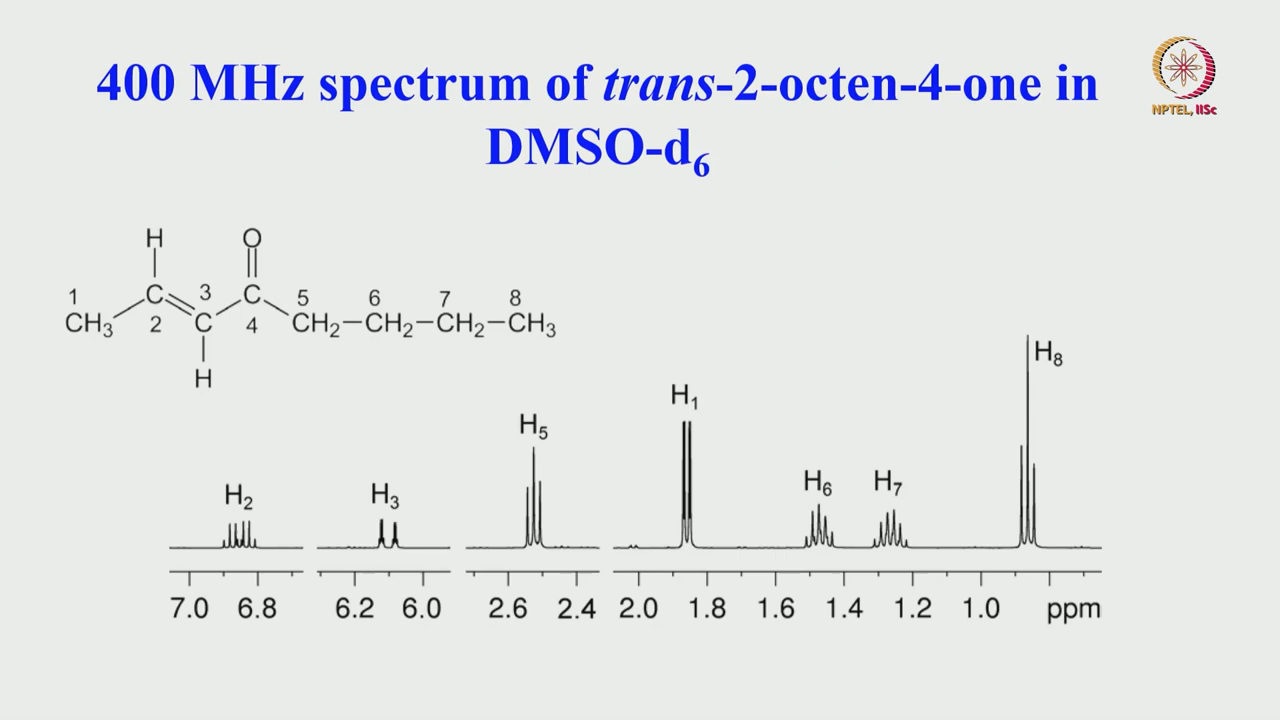 400 MHz spectrum of trans-2-octen-4-one in
DMSO-d₆
NPTEL, IISc
H O
1 C 3 C 5 6 7 8
CH₃ 2 C 4 CH₂–CH₂–CH₂–CH₃
H
H₈
H₁
H₅
H₂ H₃ H₆ H₇
7.0 6.8 6.2 6.0 2.6 2.4 2.0 1.8 1.6 1.4 1.2 1.0 ppm